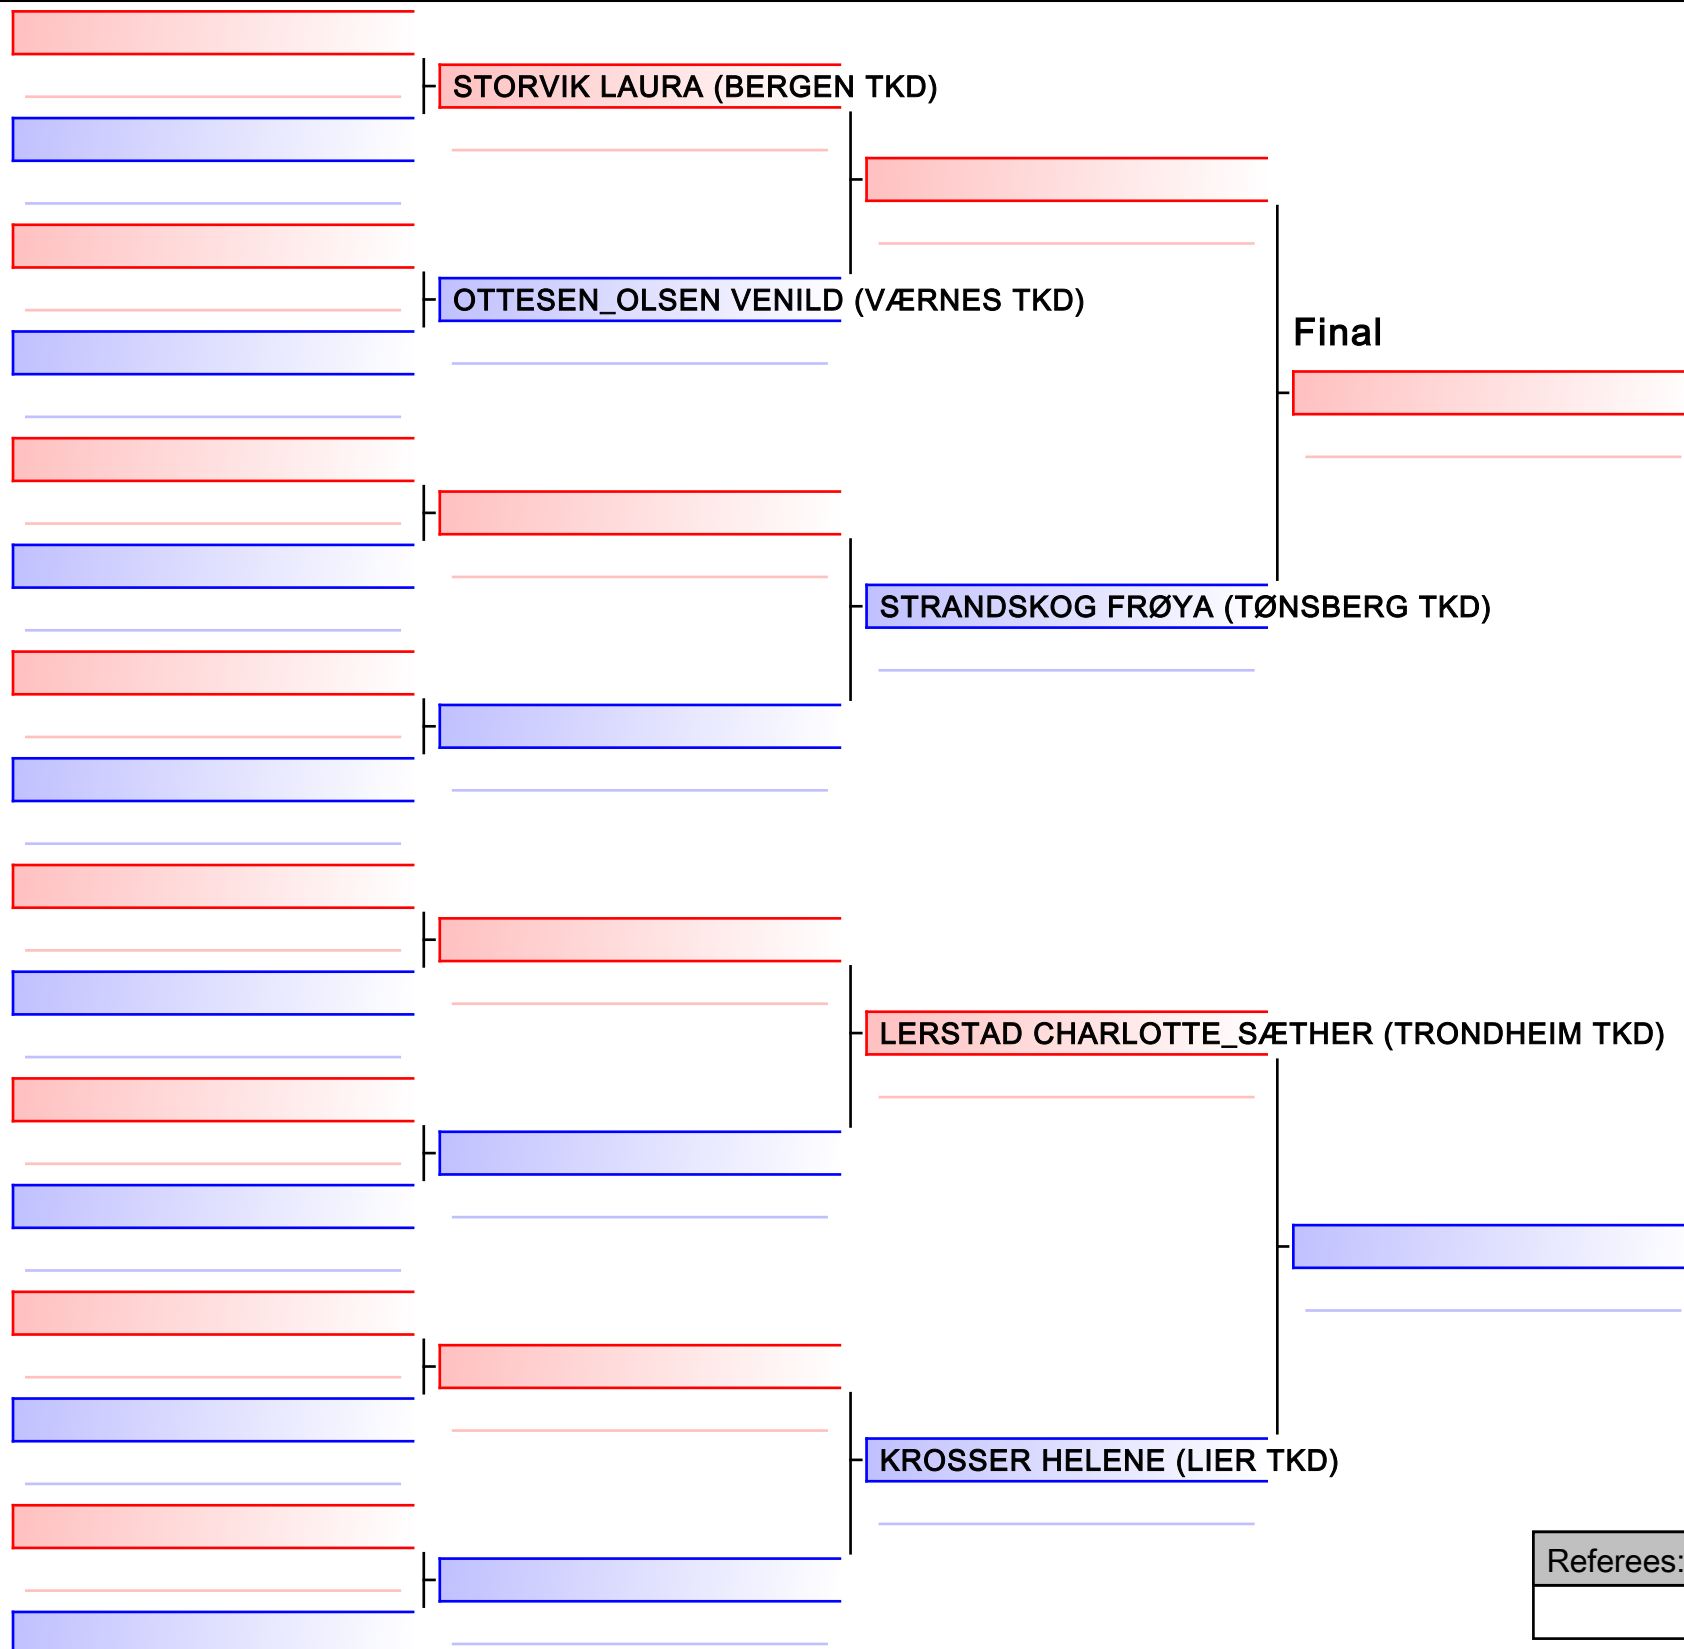 STORVIK LAURA (BERGEN TKD)
OTTESEN_OLSEN VENILD (VÆRNES TKD)
Final
STRANDSKOG FRØYA (TØNSBERG TKD)
LERSTAD CHARLOTTE_SÆTHER (TRONDHEIM TKD)
KROSSER HELENE (LIER TKD)
Referees: